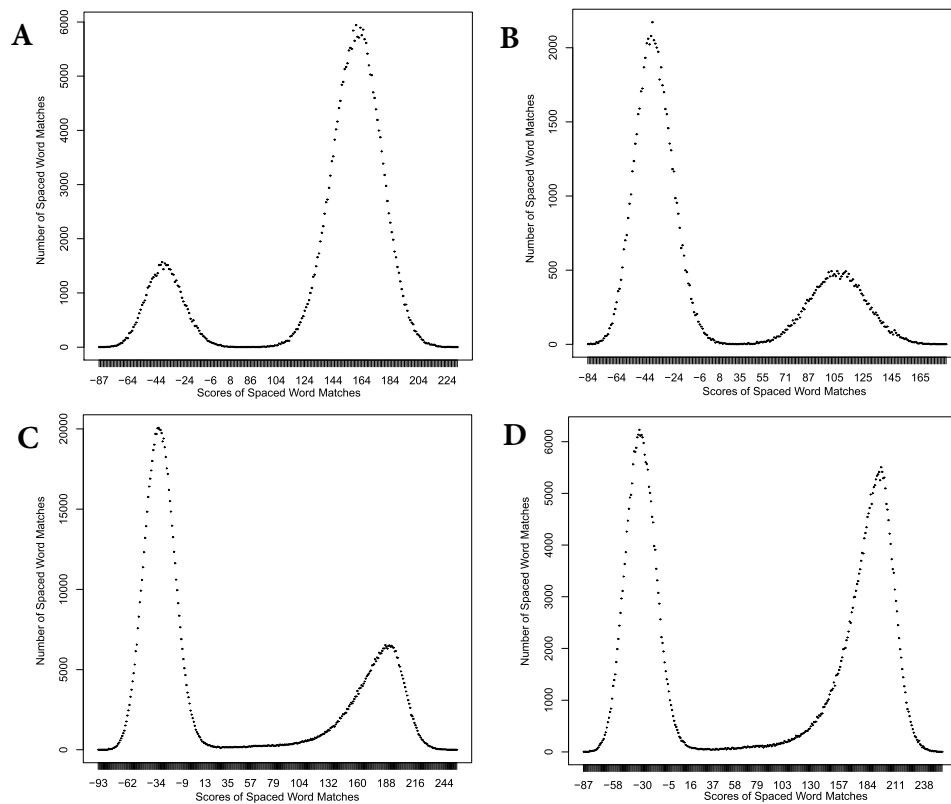 A
Number of Spaced Word Matches
6000
5000
4000
3000
2000
1000
0
−87 −64 −44 −24 −6 8 86 104 124 144 164 184 204 224
Scores of Spaced Word Matches
B
Number of Spaced Word Matches
2000
1500
1000
500
0
−84 −64 −44 −24 −6 8 35 55 71 87 105 125 145 165
Scores of Spaced Word Matches
C
Number of Spaced Word Matches
20000
15000
10000
5000
0
−93 −62 −34 −9 13 35 57 79 104 132 160 188 216 244
Scores of Spaced Word Matches
D
Number of Spaced Word Matches
6000
5000
4000
3000
2000
1000
0
−87 −58 −30 −5 16 37 58 79 103 130 157 184 211 238
Scores of Spaced Word Matches